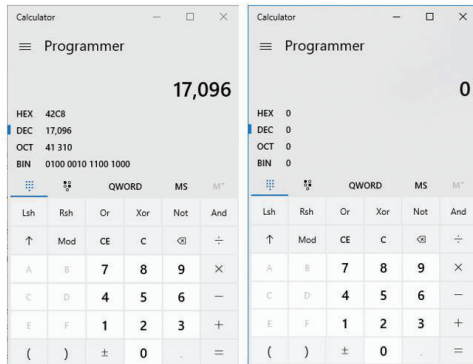 Calculator
Programmer
17,096
HEX 42C8
DEC 17,096
OCT 41 310
BIN 0100 0010 1100 1000
QWORD MS M˅
Lsh Rsh Or Xor Not And
↑ Mod CE C ⌫ ÷
A B 7 8 9 ×
C D 4 5 6 −
E F 1 2 3 +
( ) ± 0 . =
Calculator
Programmer
0
HEX 0
DEC 0
OCT 0
BIN 0
QWORD MS M˅
Lsh Rsh Or Xor Not And
↑ Mod CE C ⌫ ÷
A B 7 8 9 ×
C D 4 5 6 −
E F 1 2 3 +
( ) ± 0 . =